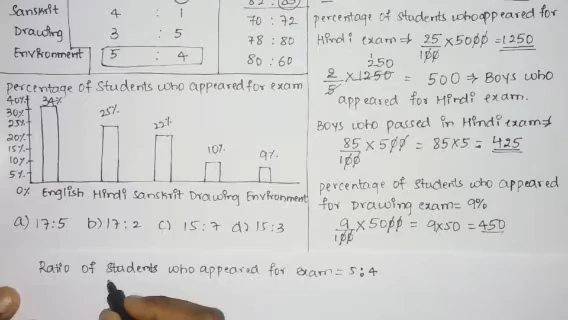 Sanskrit 4 : 1
Drawing 3 : 5
Environment 5 : 4
70 : 72
78 : 80
80 : 60
percentage of students who appeared for exam
40%
34%
30%
25%
20%
15%
10%
5%
0%
25%
22%
10%
9%
English Hindi Sanskrit Drawing Environment
a) 17:5 b) 17:2 c) 15:7 d) 15:3
Ratio of students who appeared for exam = 5:4
percentage of students who appeared for
Hindi exam ⇒ 25/100 × 5000 = 1250
250
2/5 × 1250 = 500 ⇒ Boys who
appeared for Hindi exam.
Boys who passed in Hindi exam ⇒
85/100 × 500 = 85×5 = 425
percentage of students who appeared
for Drawing exam = 9%
9/100 × 5000 = 9×50 = 450